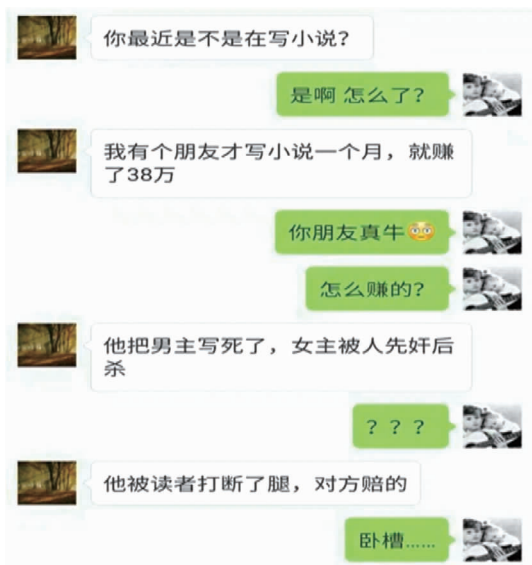 你最近是不是在写小说？
是啊 怎么了？
我有个朋友才写小说一个月，就赚
了38万
你朋友真牛😳
怎么赚的？
他把男主写死了，女主被人先奸后
杀
？？？
他被读者打断了腿，对方赔的
卧槽……